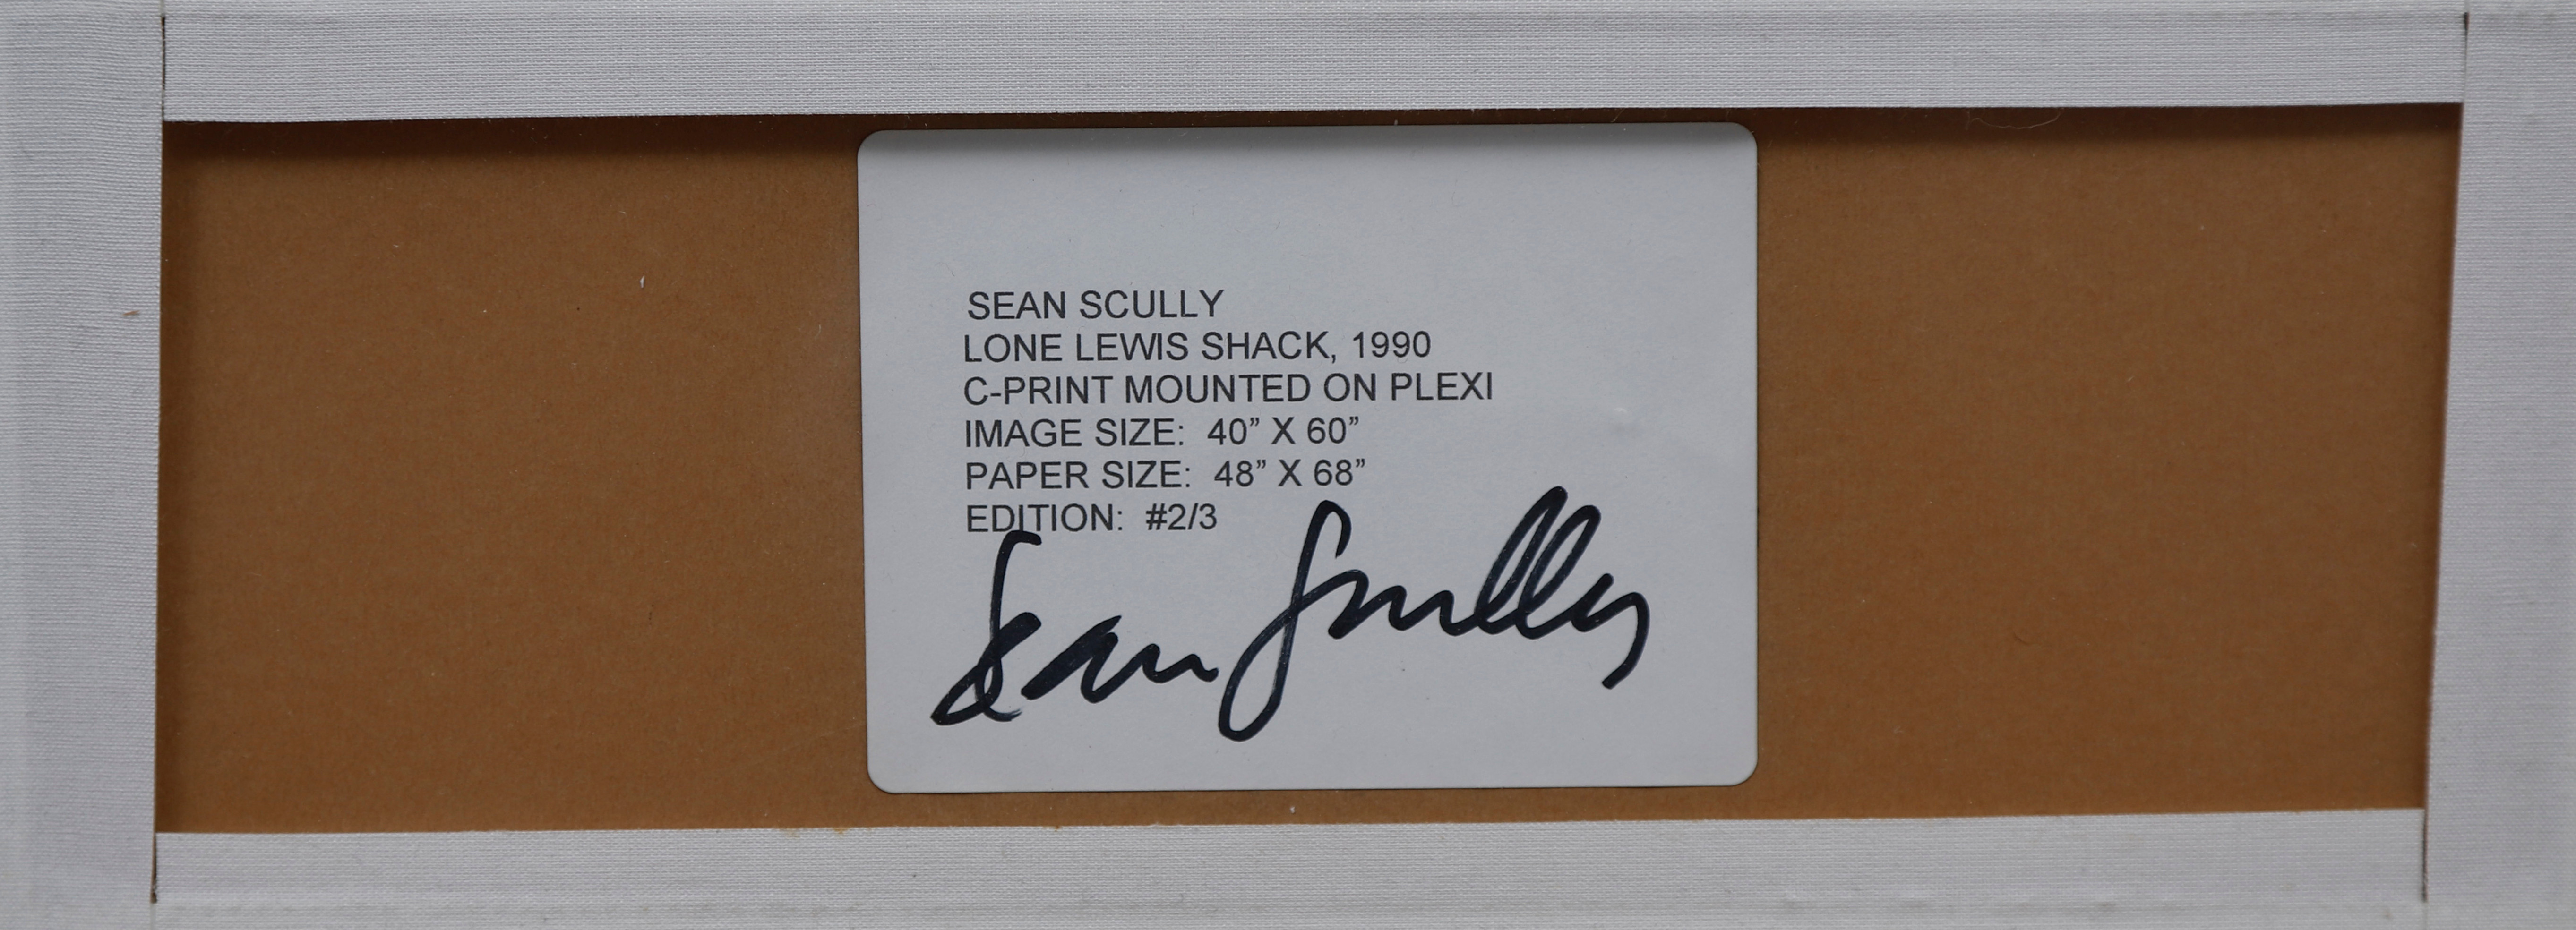 SEAN SCULLY
LONE LEWIS SHACK, 1990
C-PRINT MOUNTED ON PLEXI
IMAGE SIZE:  40” X 60”
PAPER SIZE:  48” X 68”
EDITION:  #2/3
Sean Scully